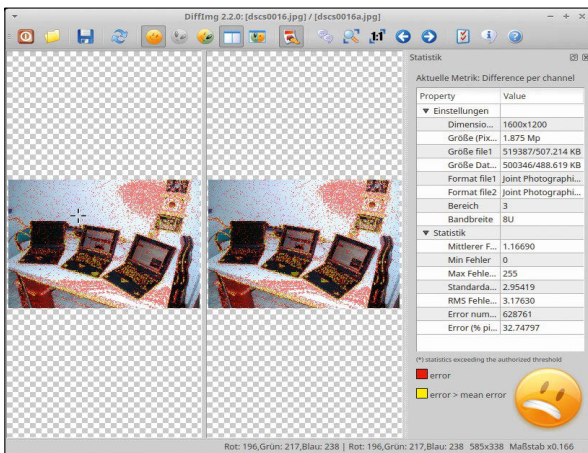 DiffImg 2.2.0: [dscs0016.jpg] / [dscs0016a.jpg]
1:1
Statistik
Aktuelle Metrik: Difference per channel
Property Value
Einstellungen
Dimensio... 1600x1200
Größe (Pix... 1.875 Mp
Größe file1 519387/507.214 KB
Größe Dat... 500346/488.619 KB
Format file1 Joint Photographi...
Format file2 Joint Photographi...
Bereich 3
Bandbreite 8U
Statistik
Mittlerer F... 1.16690
Min Fehler 0
Max Fehle... 255
Standarda... 2.95419
RMS Fehle... 3.17630
Error num... 628761
Error (% pi... 32.74797
(*) statistics exceeding the authorized threshold
error
error > mean error
Rot: 196,Grün: 217,Blau: 238 | Rot: 196,Grün: 217,Blau: 238 585x338 Maßstab x0.166